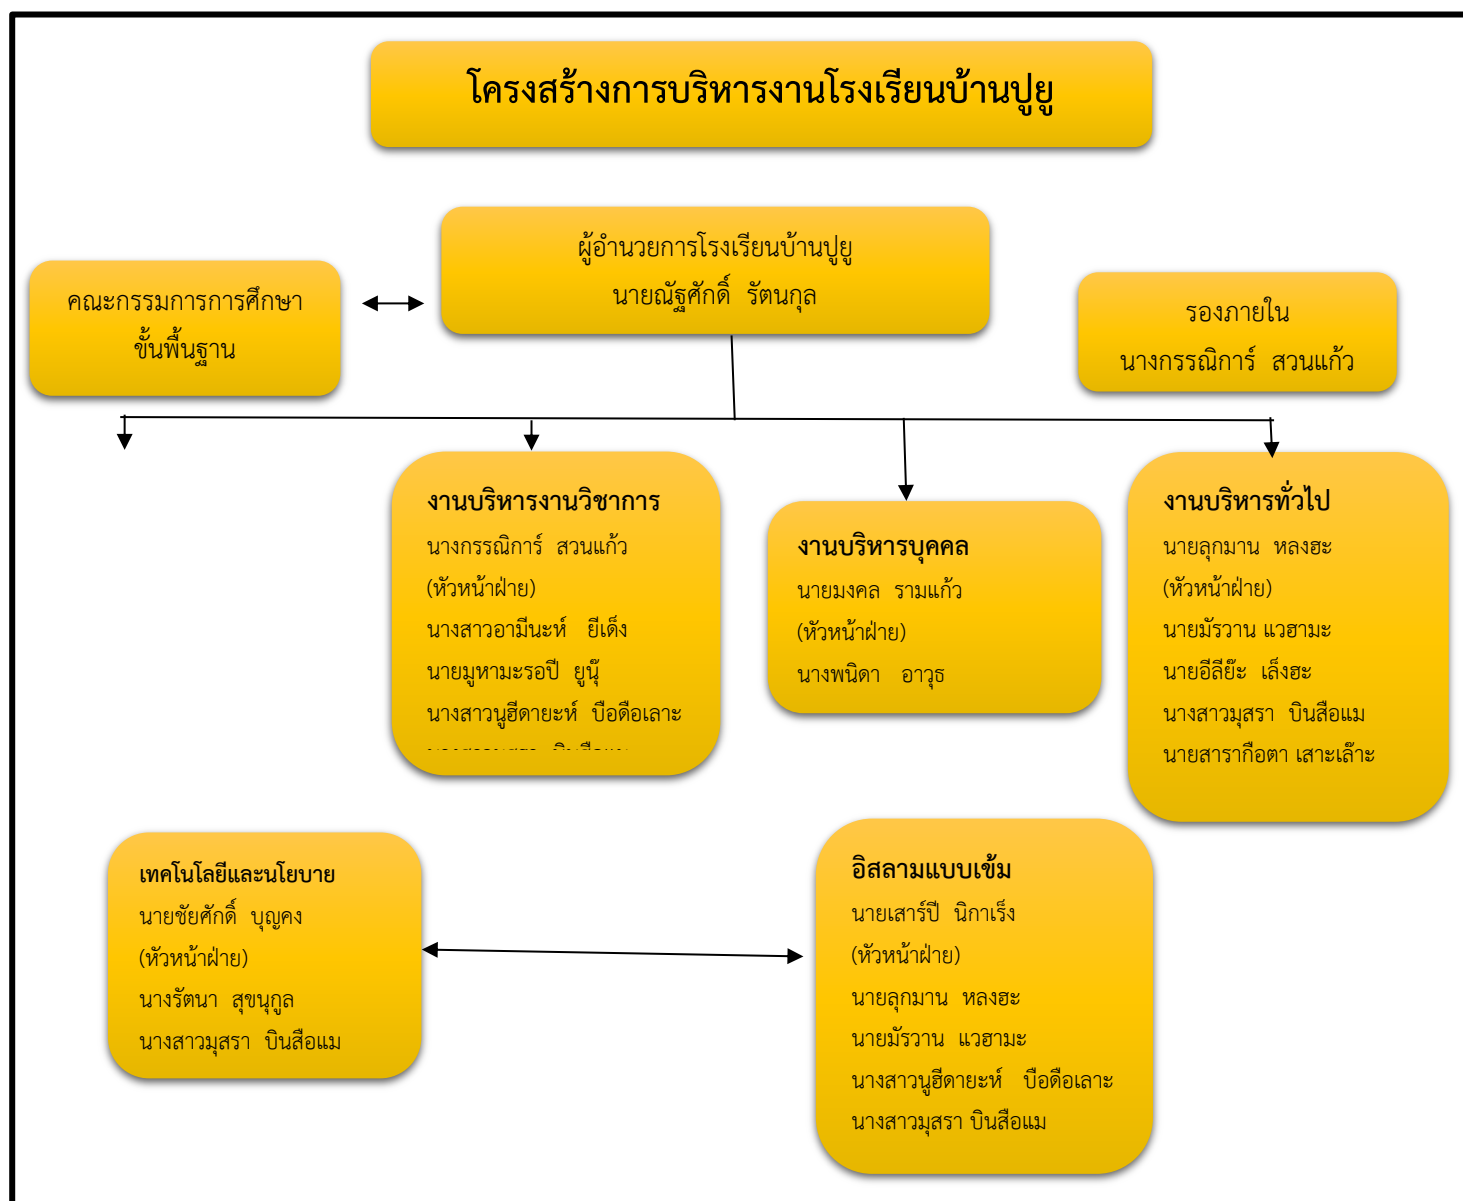 โครงสร้างการบริหารงานโรงเรียนบ้านปูยู
ผู้อำนวยการโรงเรียนบ้านปูยู
นายณัฐศักดิ์ รัตนกุล
คณะกรรมการการศึกษา
ขั้นพื้นฐาน
รองภายใน
นางกรรณิการ์ สวนแก้ว
งานบริหารงานวิชาการ
นางกรรณิการ์ สวนแก้ว
(หัวหน้าฝ่าย)
นางสาวอามีนะห์ ยีเด็ง
นายมูหามะรอปี ยูนุ๊
นางสาวนูฮีดายะห์ บือดือเลาะ
งานบริหารบุคคล
นายมงคล รามแก้ว
(หัวหน้าฝ่าย)
นางพนิดา อาวุธ
งานบริหารทั่วไป
นายลุกมาน หลงฮะ
(หัวหน้าฝ่าย)
นายมัรวาน แวฮามะ
นายอีลีย๊ะ เล็งฮะ
นางสาวมุสรา บินสือแม
นายสารากือตา เสาะเล๊าะ
เทคโนโลยีและนโยบาย
นายชัยศักดิ์ บุญคง
(หัวหน้าฝ่าย)
นางรัตนา สุขนุกูล
นางสาวมุสรา บินสือแม
อิสลามแบบเข้ม
นายเสาร์ปี นิกาเร็ง
(หัวหน้าฝ่าย)
นายลุกมาน หลงฮะ
นายมัรวาน แวฮามะ
นางสาวนูฮีดายะห์ บือดือเลาะ
นางสาวมุสรา บินสือแม